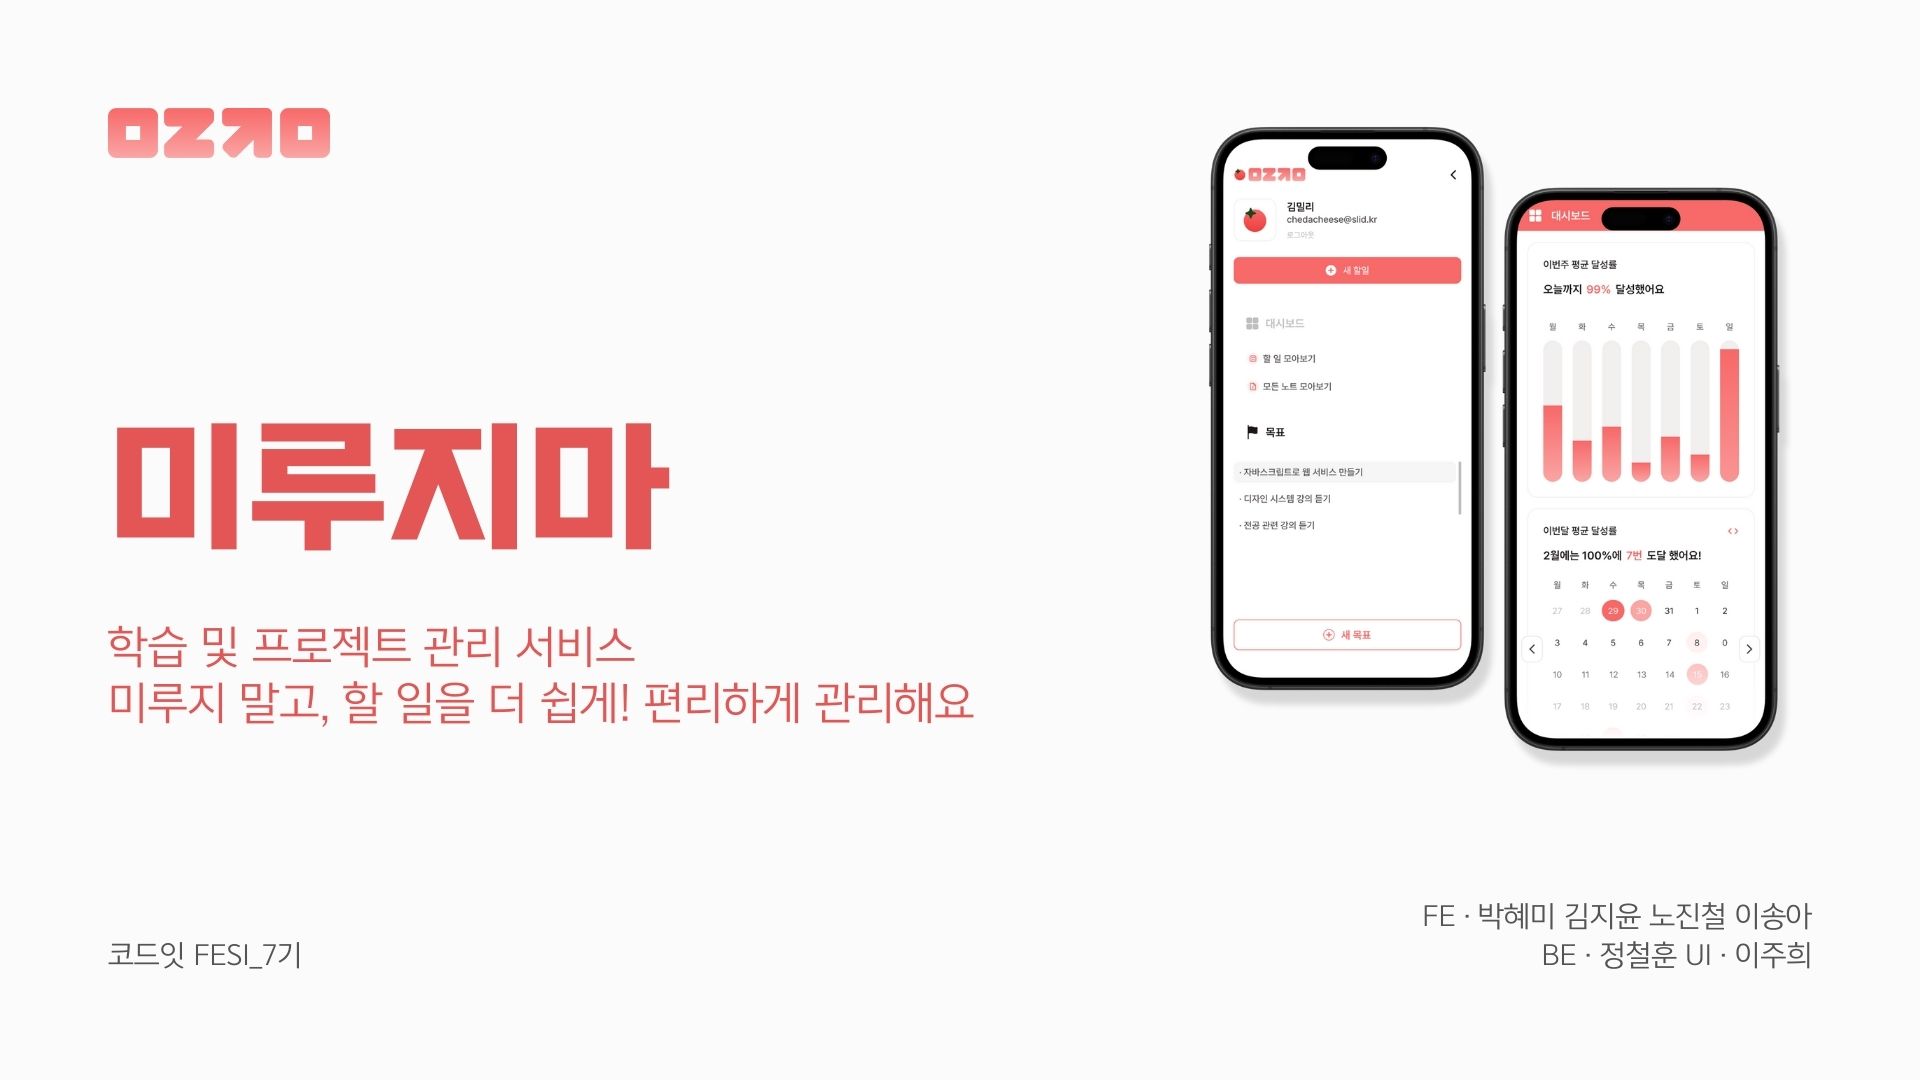 미루지마
학습 및 프로젝트 관리 서비스
미루지 말고, 할 일을 더 쉽게! 편리하게 관리해요
코드잇 FESI_7기
김밀리
chedacheese@slid.kr
로그아웃
새 할일
대시보드
할 일 모아보기
모든 노트 모아보기
목표
· 자바스크립트로 웹 서비스 만들기
· 디자인 시스템 강의 듣기
· 전공 관련 강의 듣기
새 목표
대시보드
이번주 평균 달성률
오늘까지 99% 달성했어요
월 화 수 목 금 토 일
이번달 평균 달성률
2월에는 100%에 7번 도달 했어요!
월 화 수 목 금 토 일
27 28 29 30 31 1 2
3 4 5 6 7 8 0
10 11 12 13 14 15 16
17 18 19 20 21 22 23
FE · 박혜미 김지윤 노진철 이송아
BE · 정철훈 UI · 이주희